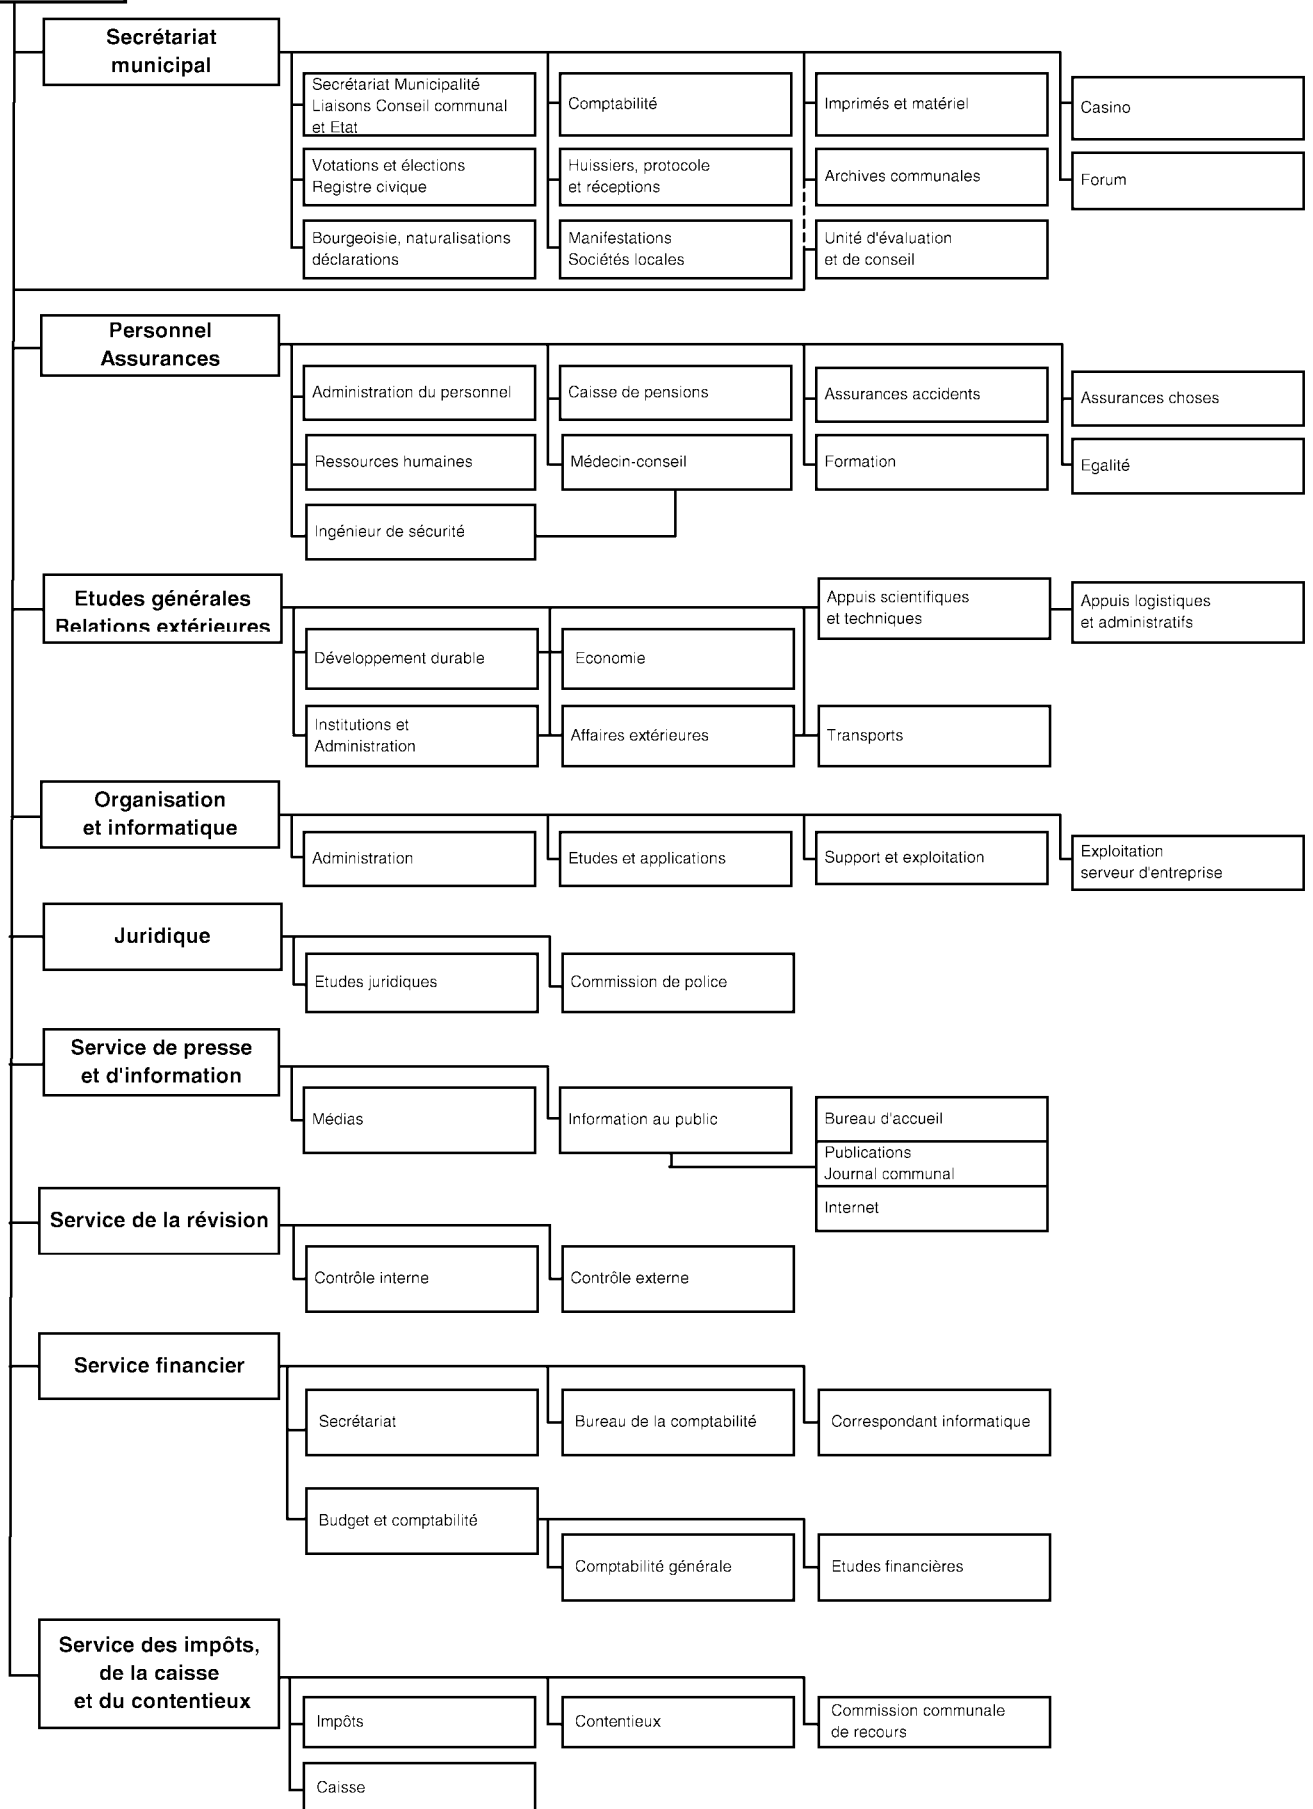 Secrétariat
municipal
Secrétariat Municipalité
Liaisons Conseil communal
et Etat
Comptabilité
Imprimés et matériel
Casino
Votations et élections
Registre civique
Huissiers, protocole
et réceptions
Archives communales
Forum
Bourgeoisie, naturalisations
déclarations
Manifestations
Sociétés locales
Unité d'évaluation
et de conseil
Personnel
Assurances
Administration du personnel
Caisse de pensions
Assurances accidents
Assurances choses
Ressources humaines
Médecin-conseil
Formation
Egalité
Ingénieur de sécurité
Etudes générales
Relations extérieures
Appuis scientifiques
et techniques
Appuis logistiques
et administratifs
Développement durable
Economie
Institutions et
Administration
Affaires extérieures
Transports
Organisation
et informatique
Administration
Etudes et applications
Support et exploitation
Exploitation
serveur d'entreprise
Juridique
Etudes juridiques
Commission de police
Service de presse
et d'information
Médias
Information au public
Bureau d'accueil
Publications
Journal communal
Internet
Service de la révision
Contrôle interne
Contrôle externe
Service financier
Secrétariat
Bureau de la comptabilité
Correspondant informatique
Budget et comptabilité
Comptabilité générale
Etudes financières
Service des impôts,
de la caisse
et du contentieux
Impôts
Contentieux
Commission communale
de recours
Caisse